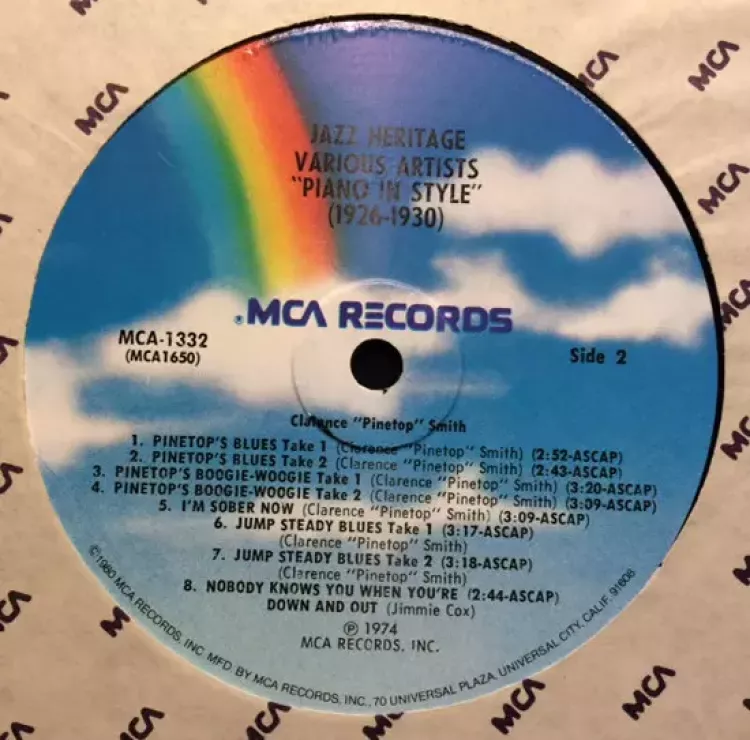 JAZZ HERITAGE
VARIOUS ARTISTS
"PIANO IN STYLE"
(1926-1930)
®MCA RECORDS
MCA-1332
(MCA1650)
Side 2
Clarence "Pinetop" Smith
1. PINETOP'S BLUES Take 1 (Clarence "Pinetop" Smith) (2:52-ASCAP)
2. PINETOP'S BLUES Take 2 (Clarence "Pinetop" Smith) (2:43-ASCAP)
3. PINETOP'S BOOGIE-WOOGIE Take 1 (Clarence "Pinetop" Smith) (3:20-ASCAP)
4. PINETOP'S BOOGIE-WOOGIE Take 2 (Clarence "Pinetop" Smith) (3:09-ASCAP)
5. I'M SOBER NOW (Clarence "Pinetop" Smith) (3:09-ASCAP)
6. JUMP STEADY BLUES Take 1 (3:17-ASCAP)
(Clarence "Pinetop" Smith)
7. JUMP STEADY BLUES Take 2 (3:18-ASCAP)
(Clarence "Pinetop" Smith)
8. NOBODY KNOWS YOU WHEN YOU'RE (2:44-ASCAP)
DOWN AND OUT (Jimmie Cox)
℗ 1974
MCA RECORDS, INC.
©1980 MCA RECORDS, INC. MFD. BY MCA RECORDS, INC., 70 UNIVERSAL PLAZA, UNIVERSAL CITY, CALIF. 91608
MCA
MCA
MCA
MCA
MCA
MCA
MCA
MCA